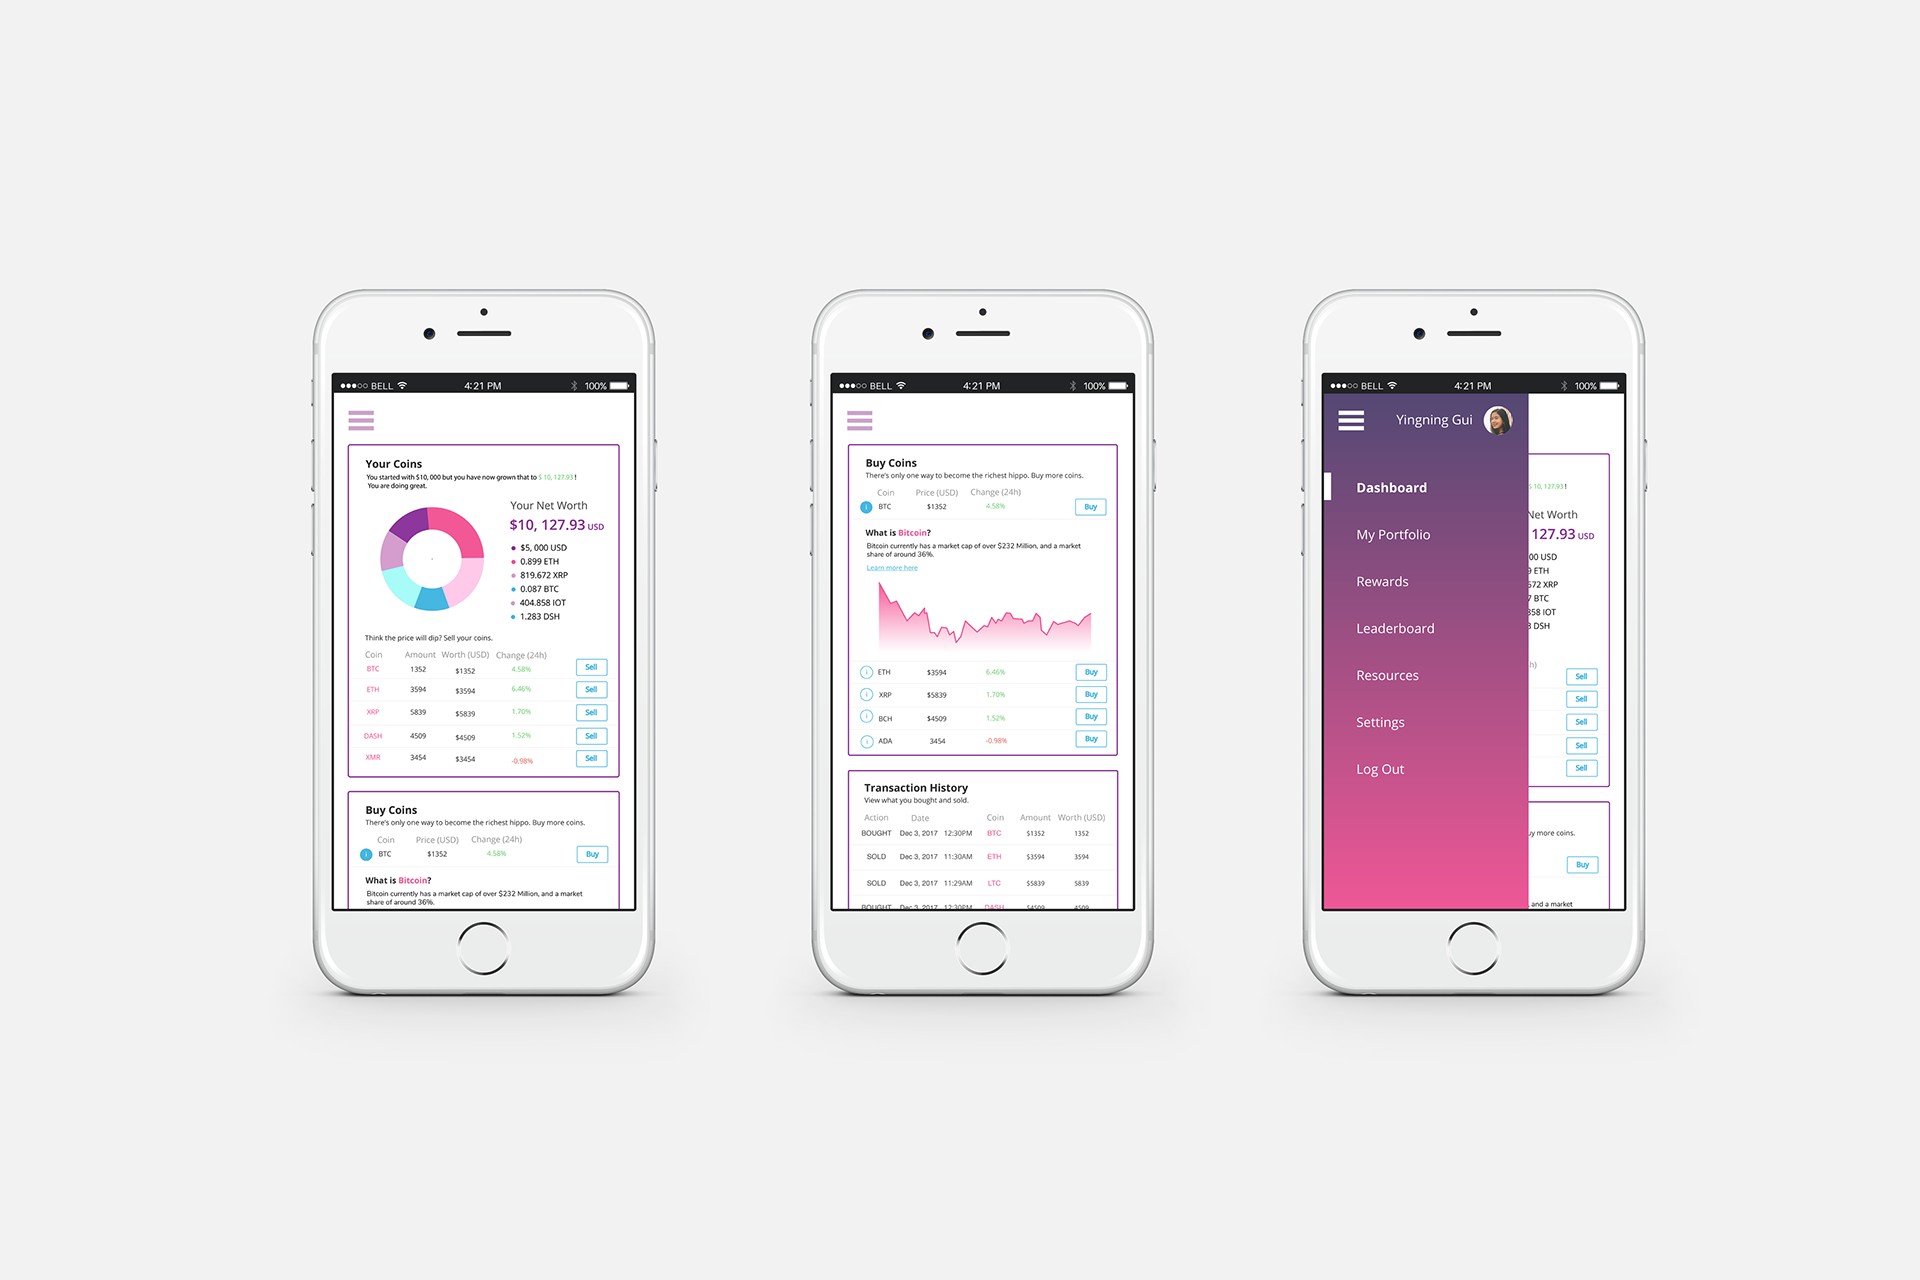 ●●●○○ BELL 4:21 PM 100%
Your Coins
You started with $10, 000 but you have now grown that to $ 10, 127.93 !
You are doing great.
Your Net Worth
$10, 127.93 USD
$5, 000 USD
0.899 ETH
819.672 XRP
0.087 BTC
404.858 IOT
1.283 DSH
Think the price will dip? Sell your coins.
Coin Amount Worth (USD) Change (24h)
BTC 1352 $1352 4.58% Sell
ETH 3594 $3594 6.46% Sell
XRP 5839 $5839 1.70% Sell
DASH 4509 $4509 1.52% Sell
XMR 3454 $3454 -0.98% Sell
Buy Coins
There's only one way to become the richest hippo. Buy more coins.
Coin Price (USD) Change (24h)
i BTC $1352 4.58% Buy
What is Bitcoin?
Bitcoin currently has a market cap of over $232 Million, and a market
share of around 36%.
●●●○○ BELL 4:21 PM 100%
Buy Coins
There's only one way to become the richest hippo. Buy more coins.
Coin Price (USD) Change (24h)
i BTC $1352 4.58% Buy
What is Bitcoin?
Bitcoin currently has a market cap of over $232 Million, and a market
share of around 36%.
Learn more here
i ETH $3594 6.46% Buy
i XRP $5839 1.70% Buy
i BCH $4509 1.52% Buy
i ADA 3454 -0.98% Buy
Transaction History
View what you bought and sold.
Action Date Coin Amount Worth (USD)
BOUGHT Dec 3, 2017 12:30PM BTC $1352 1352
SOLD Dec 3, 2017 11:30AM ETH $3594 3594
SOLD Dec 3, 2017 11:29AM LTC $5839 5839
BOUGHT Dec 3, 2017 12:30PM DASH $4509 4509
●●●○○ BELL 4:21 PM 100%
Yingning Gui
Dashboard
My Portfolio
Rewards
Leaderboard
Resources
Settings
Log Out
$ 10, 127.93 !
Net Worth
127.93 USD
00 USD
9 ETH
672 XRP
7 BTC
858 IOT
3 DSH
h)
Sell
Sell
Sell
Sell
Sell
uy more coins.
Buy
, and a market